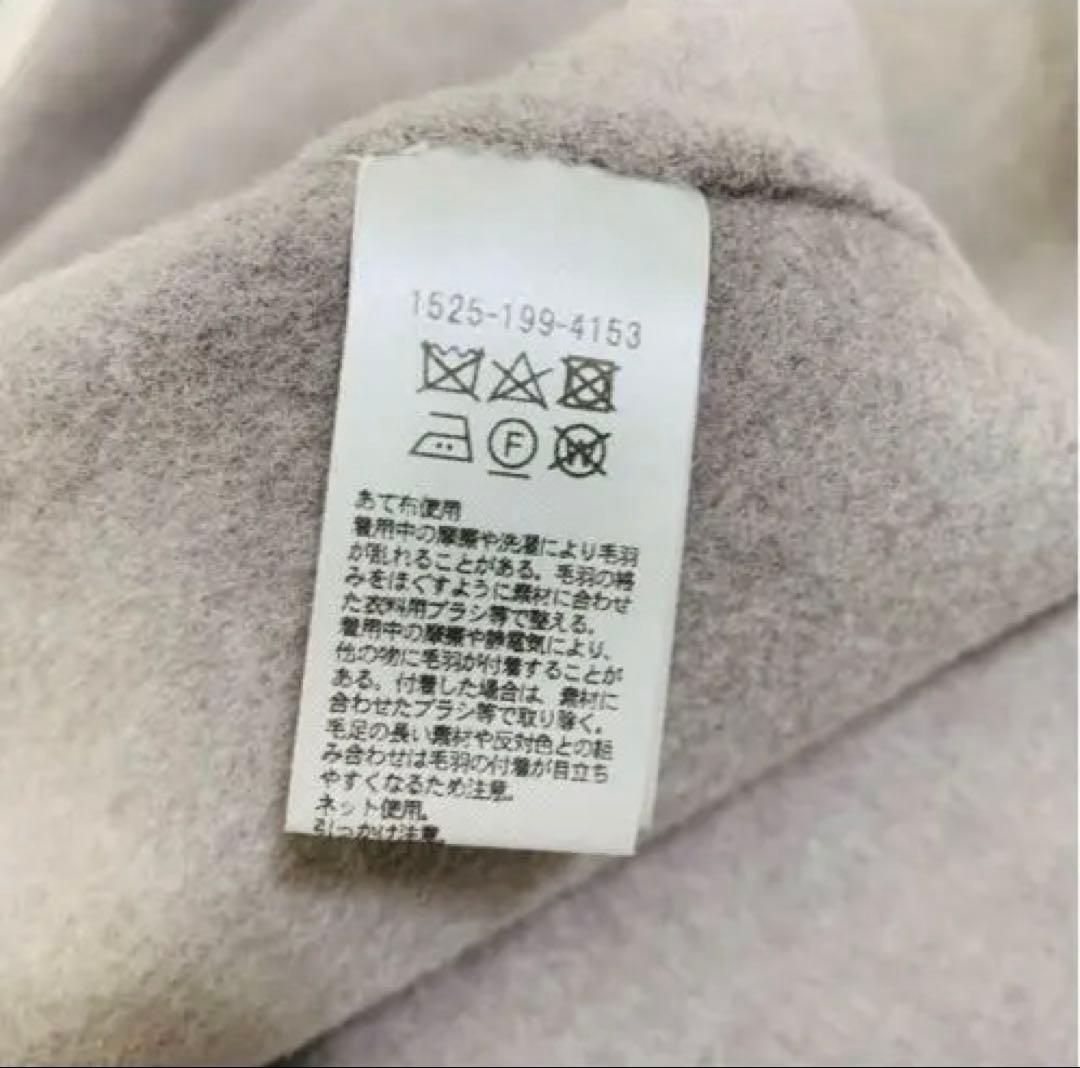 1525-199-4153
F
W
あて布使用
着用中の摩擦や洗濯により毛羽
が乱れることがある。毛羽の絡
みをほぐすように素材に合わせ
た衣料用ブラシ等で整える。
着用中の摩擦や静電気により、
他の物に毛羽が付着することが
ある。付着した場合は、素材に
合わせたブラシ等で取り除く。
毛足の長い素材や反対色との組
み合わせは毛羽の付着が目立ち
やすくなるため注意。
ネット使用。
引っかけ注意。